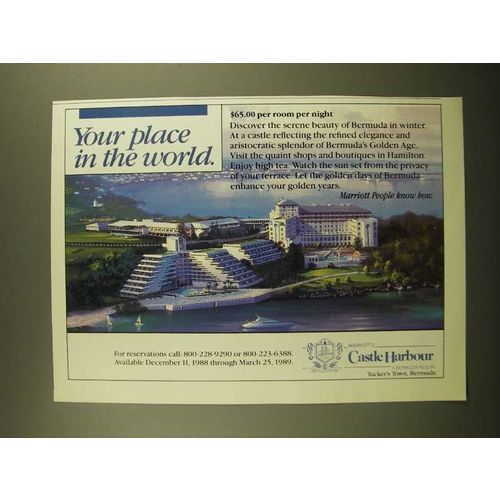 Your place
in the world.
$65.00 per room per night
Discover the serene beauty of Bermuda in winter.
At a castle reflecting the refined elegance and
aristocratic splendor of Bermuda's Golden Age.
Visit the quaint shops and boutiques in Hamilton.
Enjoy high tea. Watch the sun set from the privacy
of your terrace. Let the golden days of Bermuda
enhance your golden years.
Marriott People know how.
For reservations call: 800-228-9290 or 800-223-6388.
Available December 11, 1988 through March 25, 1989.
MARRIOTT'S
Castle Harbour
A BERMUDA RESORT
Tucker's Town, Bermuda